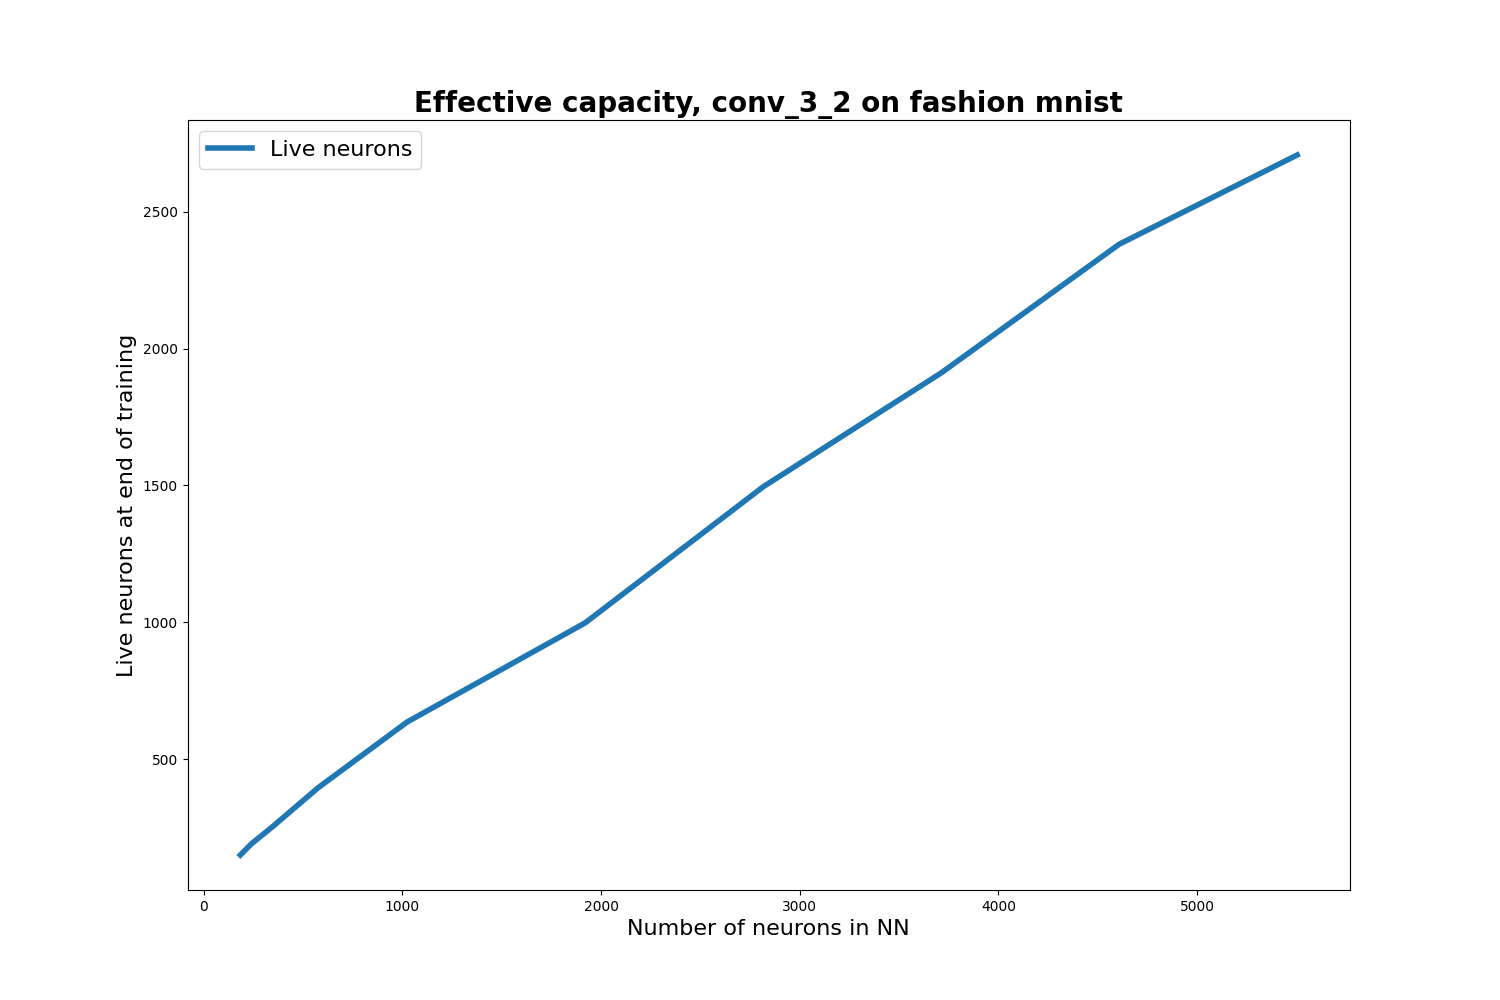 Effective capacity, conv_3_2 on fashion mnist
Live neurons
Live neurons at end of training
2500
2000
1500
1000
500
0 1000 2000 3000 4000 5000
Number of neurons in NN